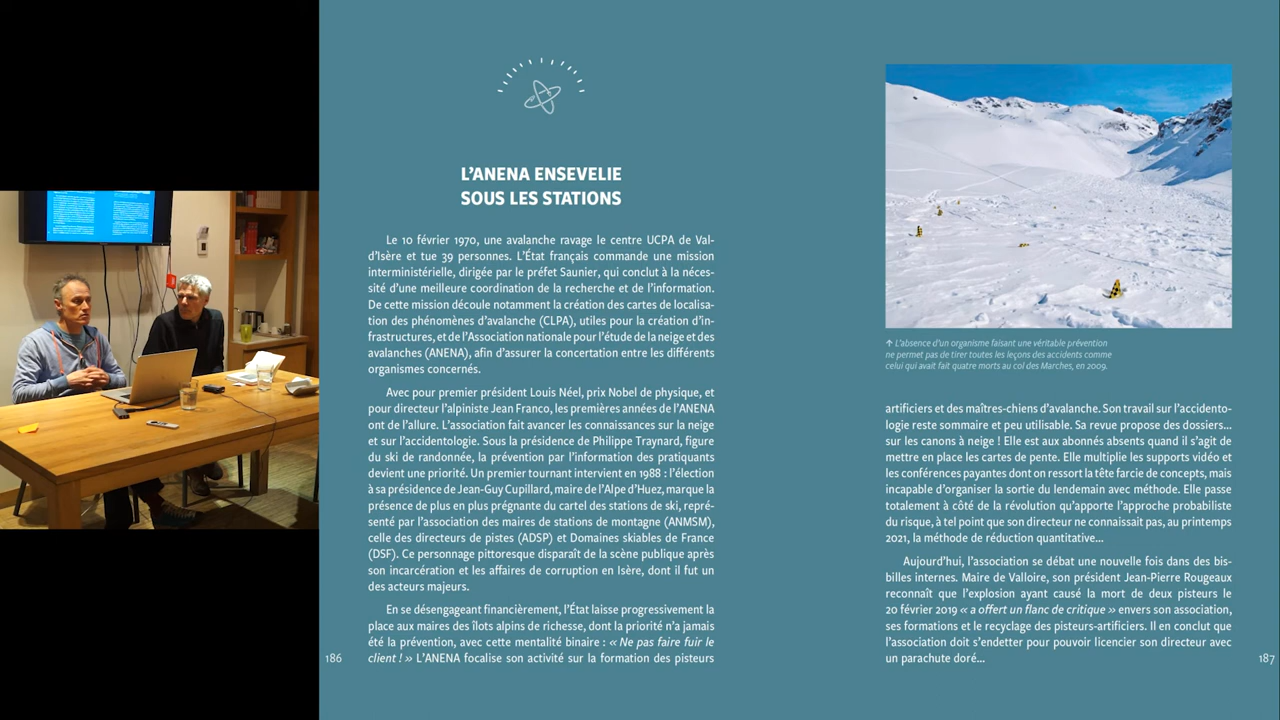 L'ANENA ENSEVELIE
SOUS LES STATIONS
Le 10 février 1970, une avalanche ravage le centre UCPA de Val-
d'Isère et tue 39 personnes. L'État français commande une mission
interministérielle, dirigée par le préfet Saunier, qui conclut à la néces-
sité d'une meilleure coordination de la recherche et de l'information.
De cette mission découle notamment la création des cartes de localisa-
tion des phénomènes d'avalanche (CLPA), utiles pour la création d'in-
frastructures, et de l'Association nationale pour l'étude de la neige et des
avalanches (ANENA), afin d'assurer la concertation entre les différents
organismes concernés.
Avec pour premier président Louis Néel, prix Nobel de physique, et
pour directeur l'alpiniste Jean Franco, les premières années de l'ANENA
ont de l'allure. L'association fait avancer les connaissances sur la neige
et sur l'accidentologie. Sous la présidence de Philippe Traynard, figure
du ski de randonnée, la prévention par l'information des pratiquants
devient une priorité. Un premier tournant intervient en 1988 : l'élection
à sa présidence de Jean-Guy Cupillard, maire de l'Alpe d'Huez, marque la
présence de plus en plus prégnante du cartel des stations de ski, repré-
senté par l'association des maires de stations de montagne (ANMSM),
celle des directeurs de pistes (ADSP) et Domaines skiables de France
(DSF). Ce personnage pittoresque disparaît de la scène publique après
son incarcération et les affaires de corruption en Isère, dont il fut un
des acteurs majeurs.
En se désengageant financièrement, l'État laisse progressivement la
place aux maires des îlots alpins de richesse, dont la priorité n'a jamais
été la prévention, avec cette mentalité binaire : « Ne pas faire fuir le
client ! » L'ANENA focalise son activité sur la formation des pisteurs
186
↑ L'absence d'un organisme faisant une véritable prévention
ne permet pas de tirer toutes les leçons des accidents comme
celui qui avait fait quatre morts au col des Marches, en 2009.
artificiers et des maîtres-chiens d'avalanche. Son travail sur l'accidento-
logie reste sommaire et peu utilisable. Sa revue propose des dossiers...
sur les canons à neige ! Elle est aux abonnés absents quand il s'agit de
mettre en place les cartes de pente. Elle multiplie les supports vidéo et
les conférences payantes dont on ressort la tête farcie de concepts, mais
incapable d'organiser la sortie du lendemain avec méthode. Elle passe
totalement à côté de la révolution qu'apporte l'approche probabiliste
du risque, à tel point que son directeur ne connaissait pas, au printemps
2021, la méthode de réduction quantitative...
Aujourd'hui, l'association se débat une nouvelle fois dans des bis-
billes internes. Maire de Valloire, son président Jean-Pierre Rougeaux
reconnaît que l'explosion ayant causé la mort de deux pisteurs le
20 février 2019 « a offert un flanc de critique » envers son association,
ses formations et le recyclage des pisteurs-artificiers. Il en conclut que
l'association doit s'endetter pour pouvoir licencier son directeur avec
un parachute doré...
187